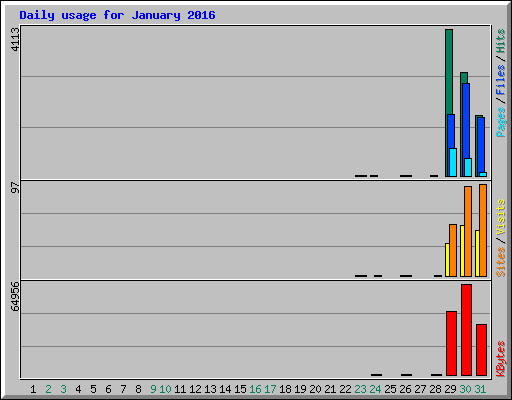 Daily usage for January 2016
4113
Pages / Files / Hits
97
Sites / Visits
64956
KBytes
1 2 3 4 5 6 7 8 9 10 11 12 13 14 15 16 17 18 19 20 21 22 23 24 25 26 27 28 29 30 31